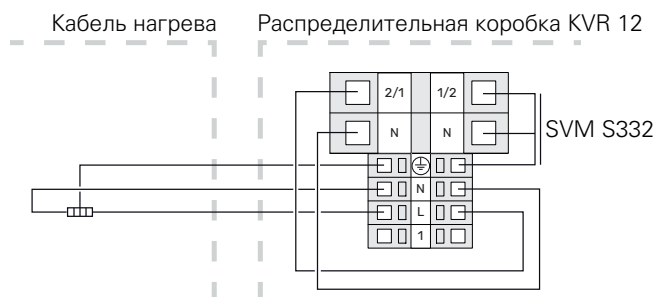 Кабель нагрева
Распределительная коробка KVR 12
2/1 1/2
N N
SVM S332
N
L
1